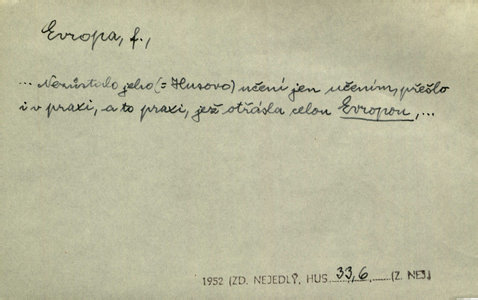 Evropa, f.,
... Nezůstalo jeho (= Husovo) učení jen učením, přešlo
i v praxi, a to praxi, jež otřásla celou Evropou, ...
1952 (ZD. NEJEDLÝ, HUS 33,6 (Z. NEJ.)